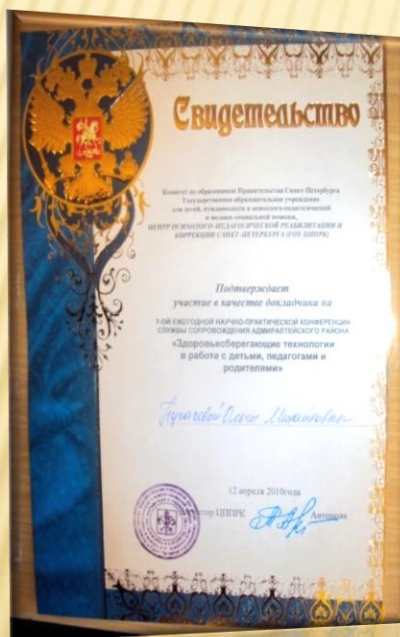 Свидетельство
Комитет по образованию Правительства Санкт-Петербурга
Государственное образовательное учреждение
для детей, нуждающихся в психолого-педагогической
и медико-социальной помощи,
ЦЕНТР ПСИХОЛОГО-ПЕДАГОГИЧЕСКОЙ РЕАБИЛИТАЦИИ И
КОРРЕКЦИИ САНКТ-ПЕТЕРБУРГА (ГОУ ЦППРК)
Подтверждает
участие в качестве докладчика на
7-ОЙ ЕЖЕГОДНОЙ НАУЧНО-ПРАКТИЧЕСКОЙ КОНФЕРЕНЦИИ
СЛУЖБЫ СОПРОВОЖДЕНИЯ АДМИРАЛТЕЙСКОГО РАЙОНА
«Здоровьесберегающие технологии
в работе с детьми, педагогами и
родителями»
Пугачевой Ольги Михайловны
12 апреля 2010года
Директор ЦППРК Антонова